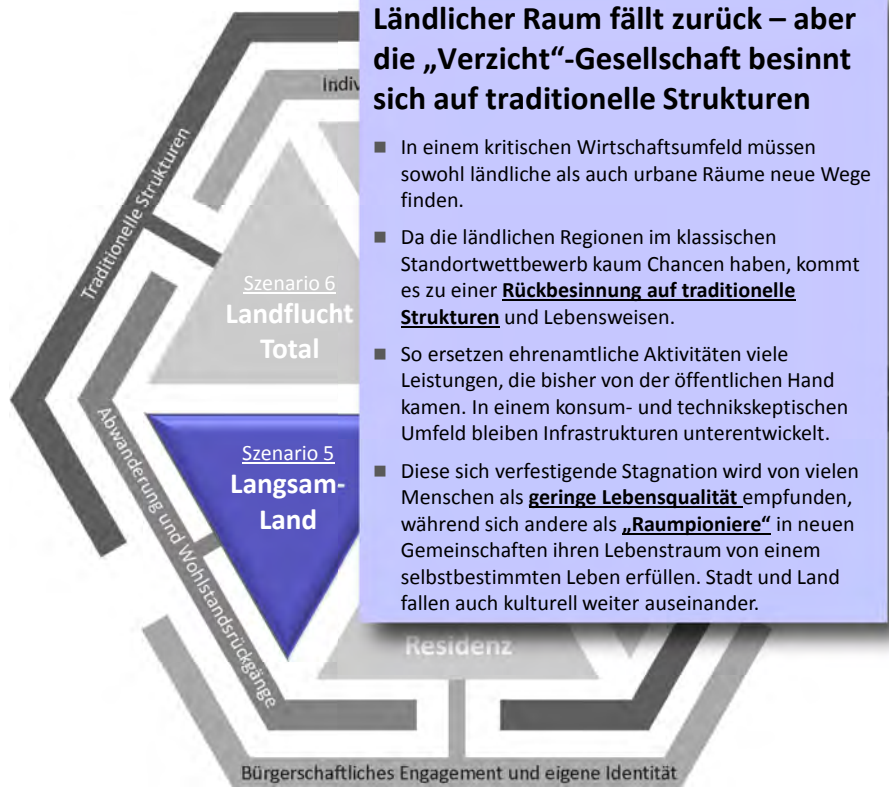 Ländlicher Raum fällt zurück – aber
die „Verzicht“-Gesellschaft besinnt
sich auf traditionelle Strukturen
■ In einem kritischen Wirtschaftsumfeld müssen
sowohl ländliche als auch urbane Räume neue Wege
finden.
■ Da die ländlichen Regionen im klassischen
Standortwettbewerb kaum Chancen haben, kommt
es zu einer Rückbesinnung auf traditionelle
Strukturen und Lebensweisen.
■ So ersetzen ehrenamtliche Aktivitäten viele
Leistungen, die bisher von der öffentlichen Hand
kamen. In einem konsum- und technikskeptischen
Umfeld bleiben Infrastrukturen unterentwickelt.
■ Diese sich verfestigende Stagnation wird von vielen
Menschen als geringe Lebensqualität empfunden,
während sich andere als „Raumpioniere“ in neuen
Gemeinschaften ihren Lebenstraum von einem
selbstbestimmten Leben erfüllen. Stadt und Land
fallen auch kulturell weiter auseinander.
Traditionelle Strukturen
Szenario 6
Landflucht
Total
Szenario 5
Langsam-
Land
Abwanderung und Wohlstandsrückgänge
Residenz
Bürgerschaftliches Engagement und eigene Identität